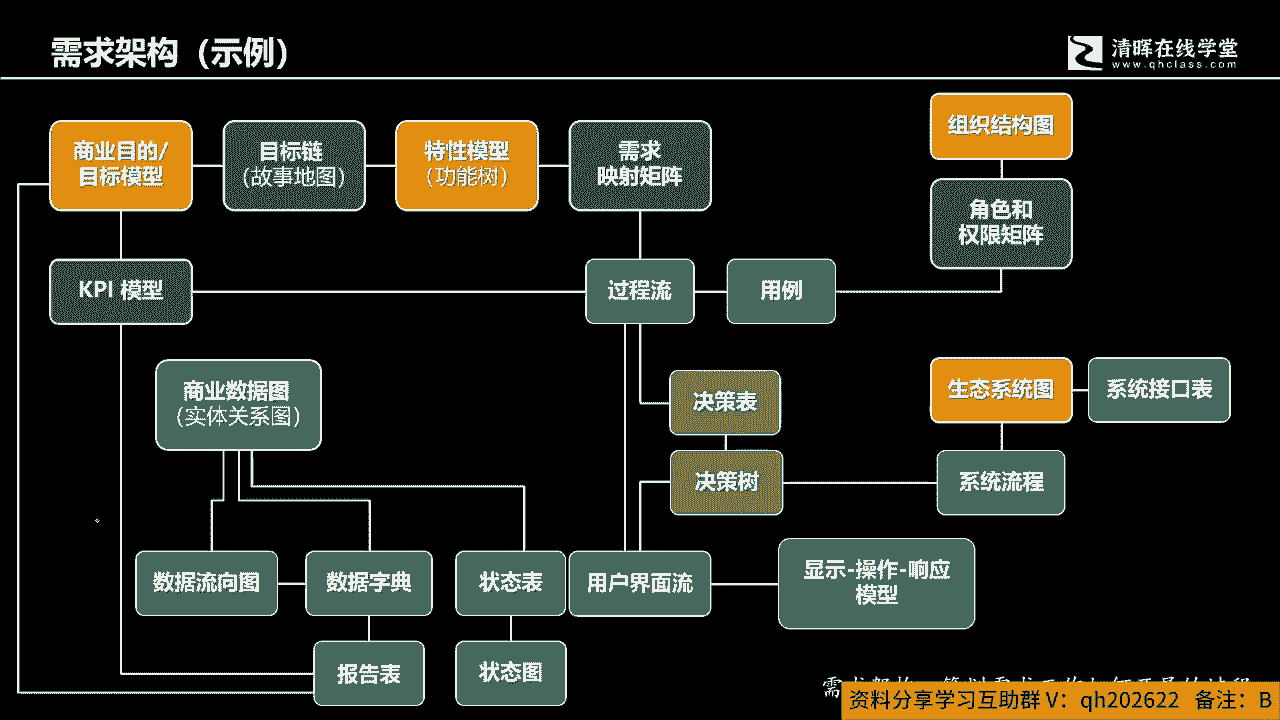 需求架构（示例）
清晖在线学堂
www.qhclass.com
商业目的/
目标模型
目标链
(故事地图)
特性模型
（功能树）
需求
映射矩阵
组织结构图
角色和
权限矩阵
KPI 模型
过程流
用例
商业数据图
（实体关系图）
决策表
生态系统图
系统接口表
决策树
系统流程
数据流向图
数据字典
状态表
用户界面流
显示-操作-响应
模型
报告表
状态图
资料分享学习互助群 V：qh202622 备注：B